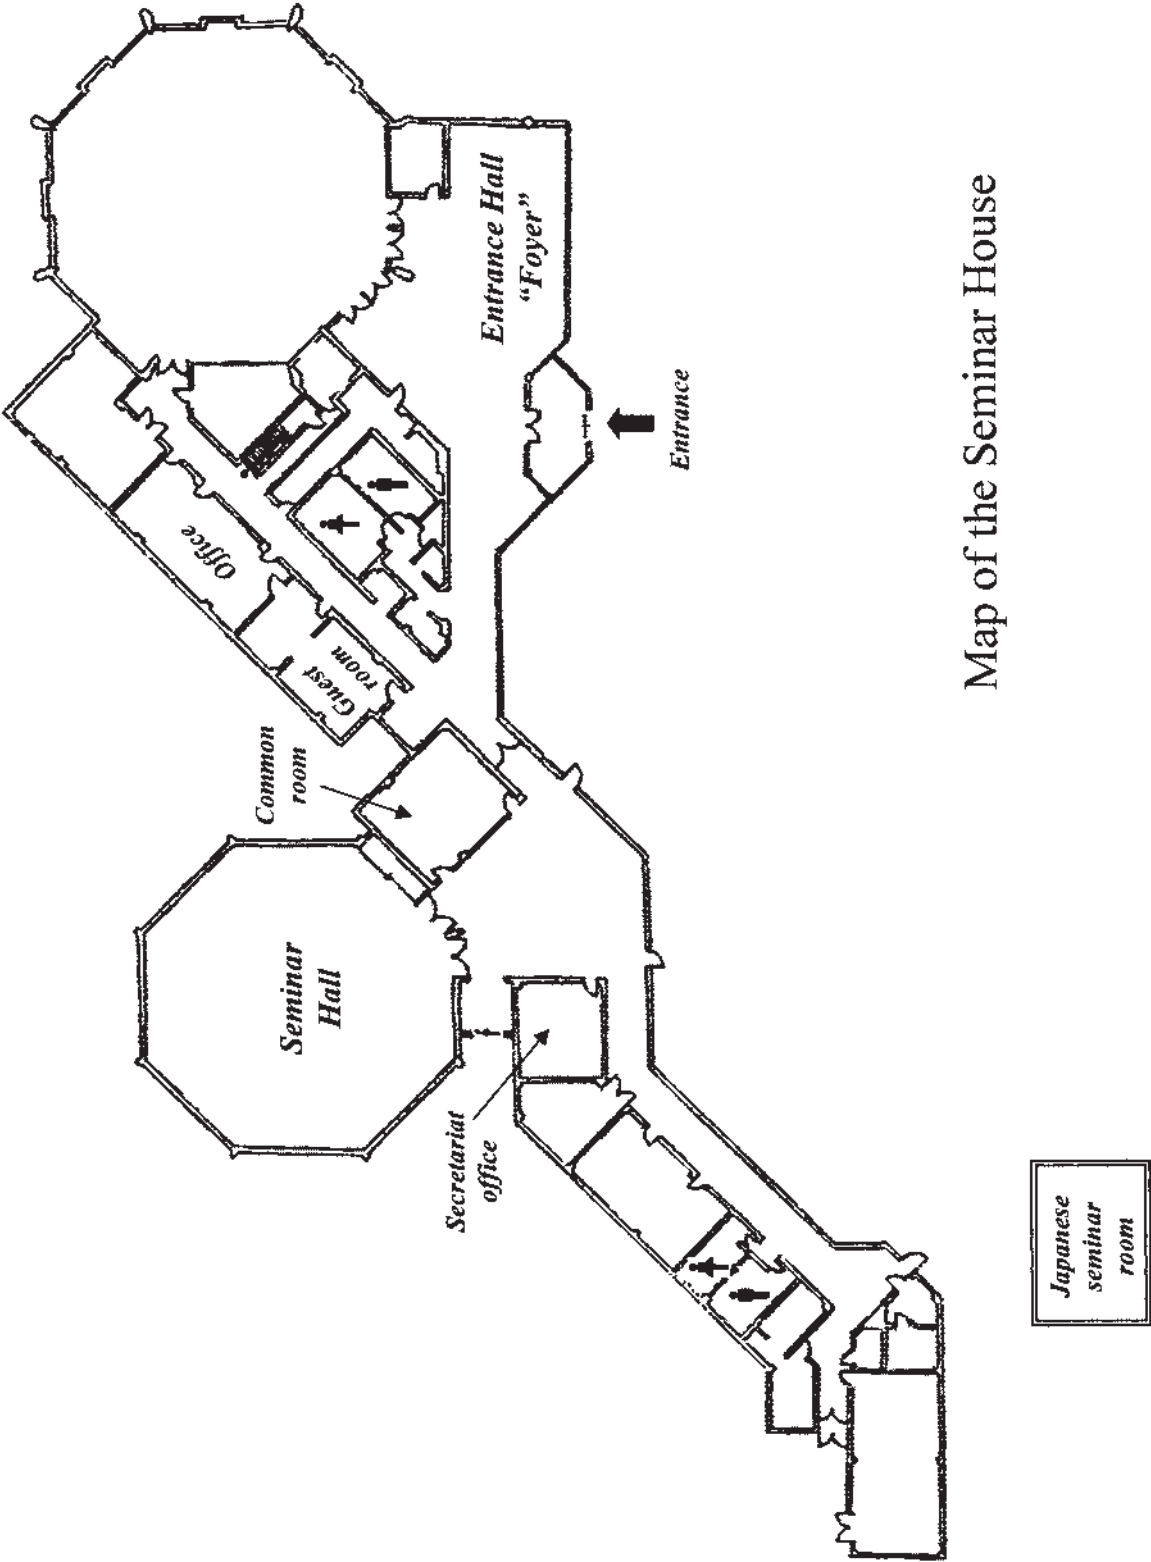 Entrance Hall
“Foyer”
Entrance
Office
Guest
room
Common
room
Seminar
Hall
Secretariat
office
Japanese
seminar
room
Map of the Seminar House